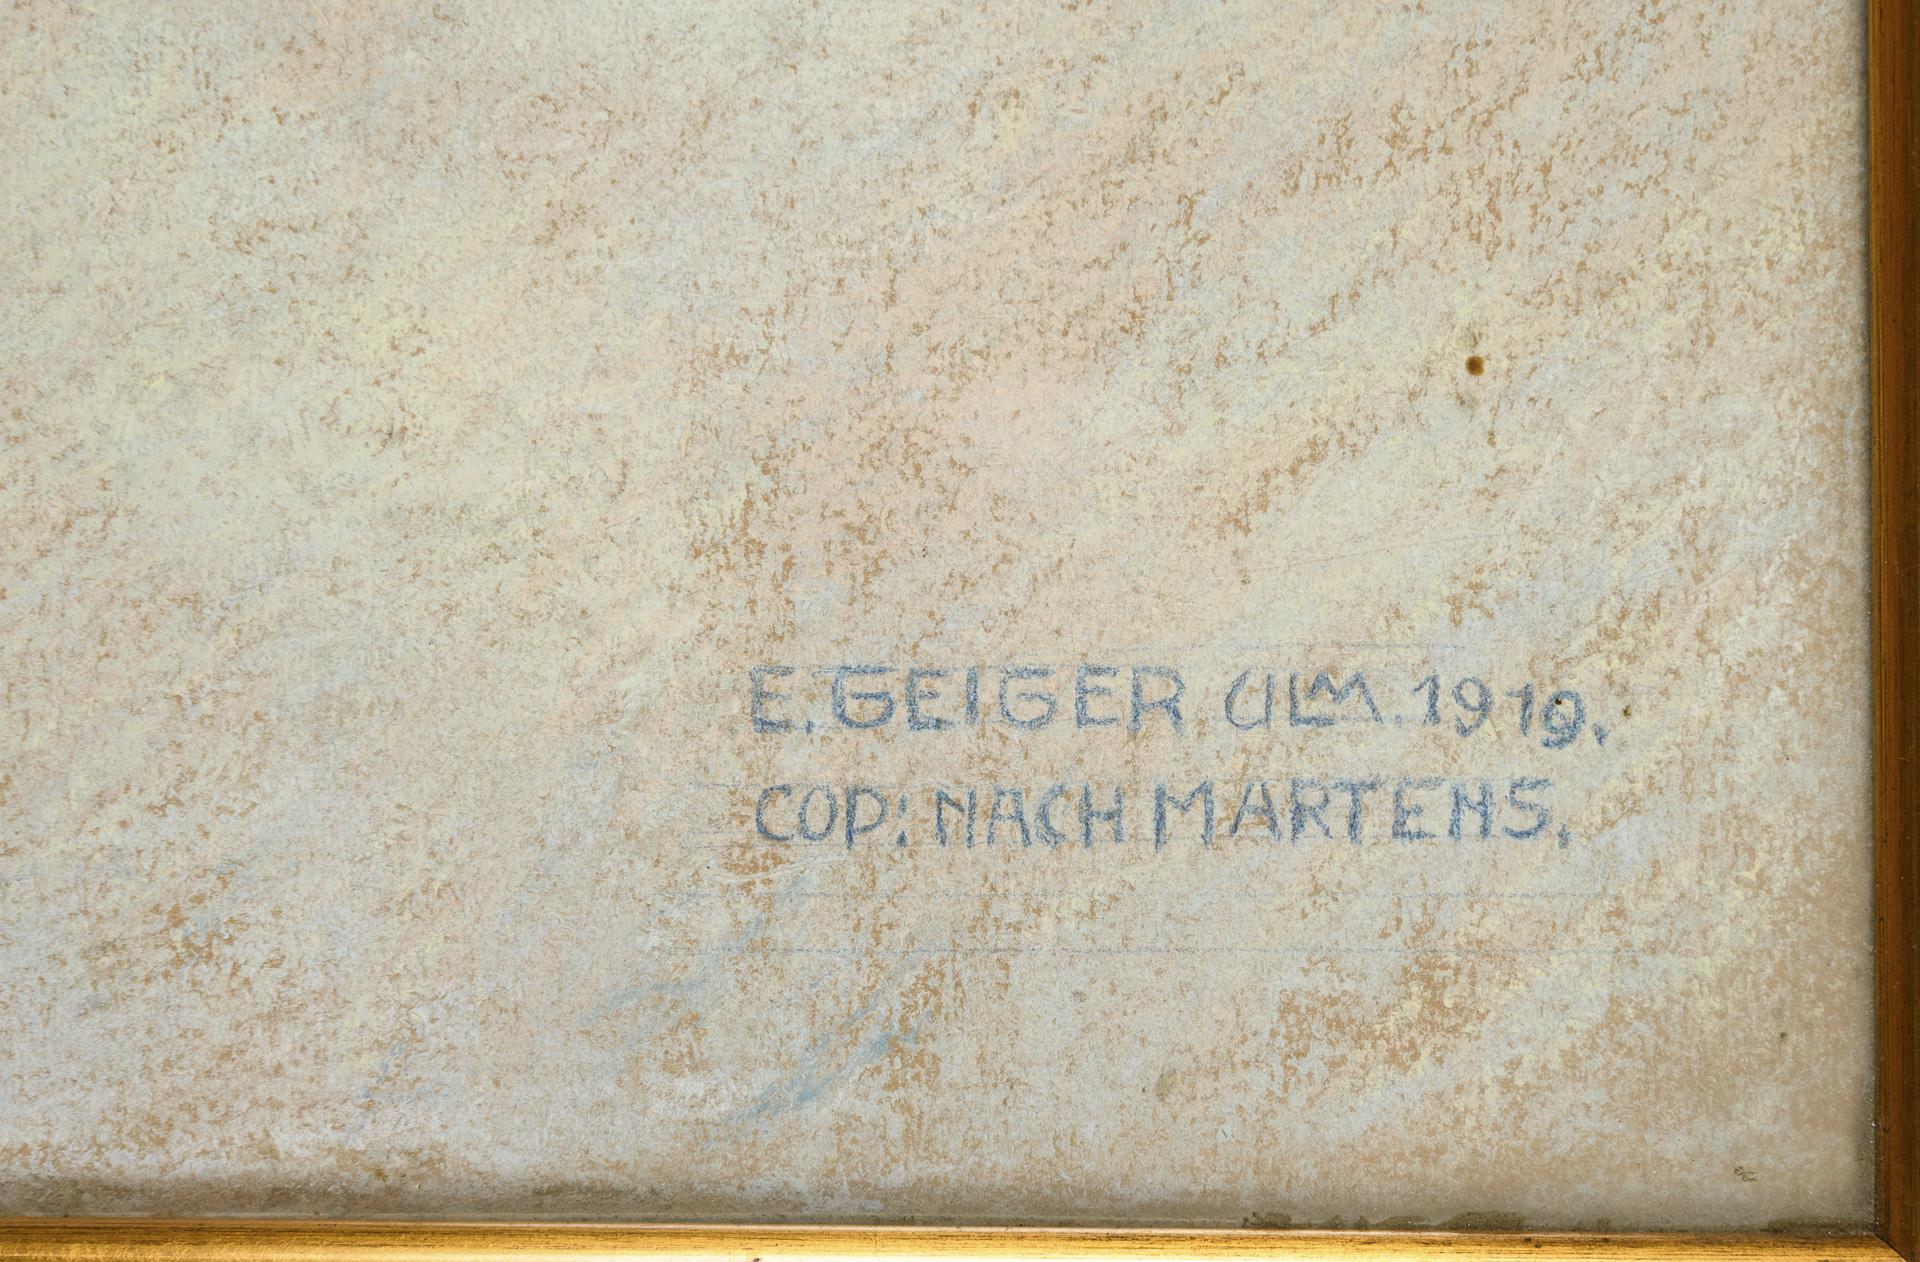 E. GEIGER ULM. 1919.
COP: NACH MARTENS.